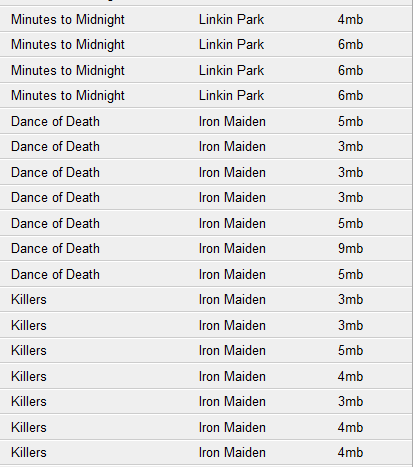 Minutes to Midnight Linkin Park 4mb
Minutes to Midnight Linkin Park 6mb
Minutes to Midnight Linkin Park 6mb
Minutes to Midnight Linkin Park 6mb
Dance of Death Iron Maiden 5mb
Dance of Death Iron Maiden 3mb
Dance of Death Iron Maiden 3mb
Dance of Death Iron Maiden 3mb
Dance of Death Iron Maiden 5mb
Dance of Death Iron Maiden 9mb
Dance of Death Iron Maiden 5mb
Killers Iron Maiden 3mb
Killers Iron Maiden 3mb
Killers Iron Maiden 5mb
Killers Iron Maiden 4mb
Killers Iron Maiden 3mb
Killers Iron Maiden 4mb
Killers Iron Maiden 4mb